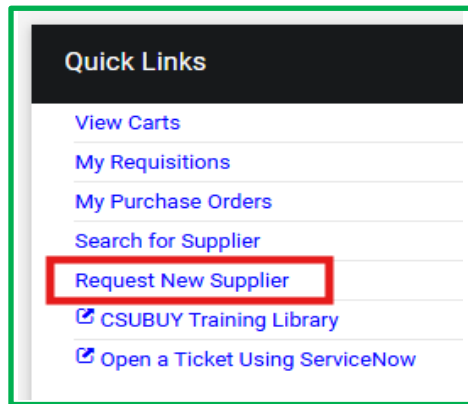 Quick Links
View Carts
My Requisitions
My Purchase Orders
Search for Supplier
Request New Supplier
CSUBUY Training Library
Open a Ticket Using ServiceNow